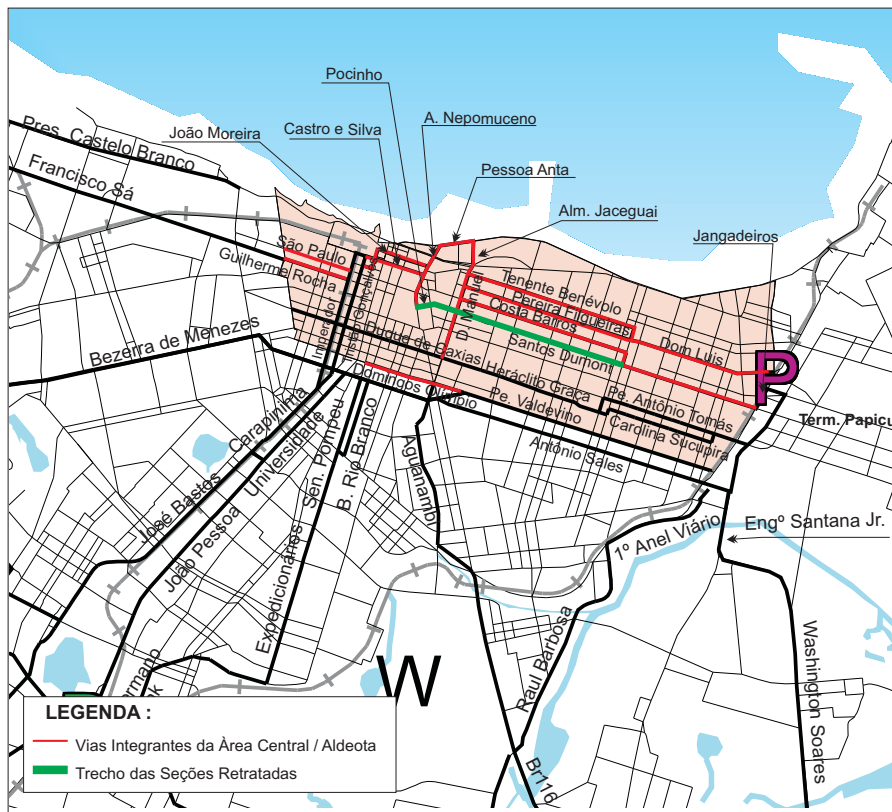 Pocinho
Castro e Silva
João Moreira
A. Nepomuceno
Pessoa Anta
Alm. Jaceguai
Jangadeiros
Pres. Castelo Branco
Francisco Sá
São Paulo
Guilherme Rocha
Imperador
Tristão Gonçalves
D. Manuel
Tenente Benévolo
Pereira Filgueiras
Costa Barros
Santos Dumont
Dom Luis
P
Bezerra de Menezes
Duque de Caxias
Heráclito Graça
Domingos Olímpio
Pe. Valdevino
Pe. Antônio Tomás
Carolina Sucupira
Antônio Sales
Term. Papicu
Carapinima
Universidade
Sen. Pompeu
B. Rio Branco
Aguanambi
José Bastos
João Pessoa
Expedicionários
1º Anel Viário
Engº Santana Jr.
Raul Barbosa
Washington Soares
Br116
W
LEGENDA :
Vias Integrantes da Àrea Central / Aldeota
Trecho das Seções Retratadas